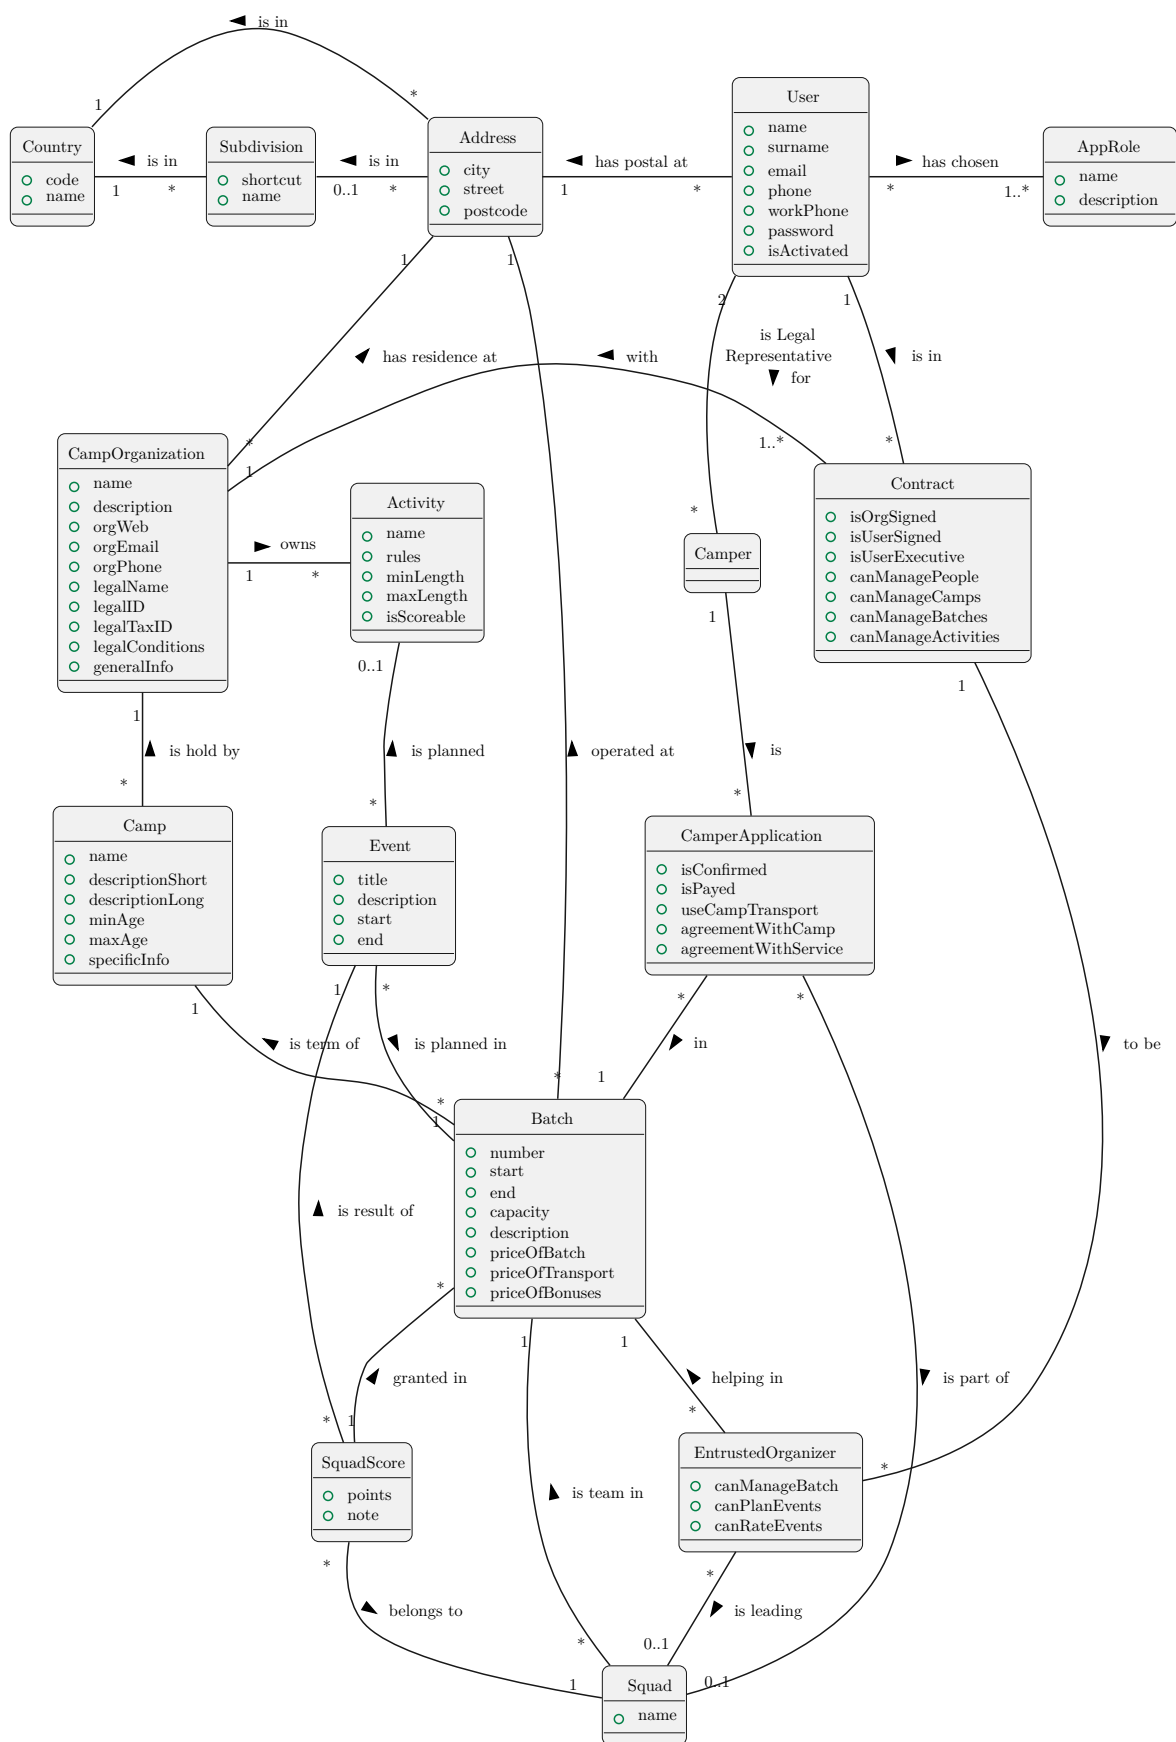 is in
1
*
Country
code
name
1
is in
*
Subdivision
shortcut
name
0..1
is in
*
Address
city
street
postcode
1
has postal at
*
User
name
surname
email
phone
workPhone
password
isActivated
*
has chosen
1..*
AppRole
name
description
1
1
2
1
is Legal
Representative
for
is in
has residence at
with
*
1
1..*
*
*
CampOrganization
name
description
orgWeb
orgEmail
orgPhone
legalName
legalID
legalTaxID
legalConditions
generalInfo
owns
1
*
Activity
name
rules
minLength
maxLength
isScoreable
Camper
Contract
isOrgSigned
isUserSigned
isUserExecutive
canManagePeople
canManageCamps
canManageBatches
canManageActivities
1
0..1
1
1
is hold by
is planned
operated at
is
*
*
*
Camp
name
descriptionShort
descriptionLong
minAge
maxAge
specificInfo
Event
title
description
start
end
CamperApplication
isConfirmed
isPayed
useCampTransport
agreementWithCamp
agreementWithService
1
1
*
*
*
is term of
is planned in
in
to be
*
1
*
1
Batch
number
start
end
capacity
description
priceOfBatch
priceOfTransport
priceOfBonuses
is result of
*
1
1
granted in
helping in
is part of
*
1
*
SquadScore
points
note
is team in
EntrustedOrganizer
canManageBatch
canPlanEvents
canRateEvents
*
*
*
belongs to
is leading
*
0..1
1
0..1
Squad
name